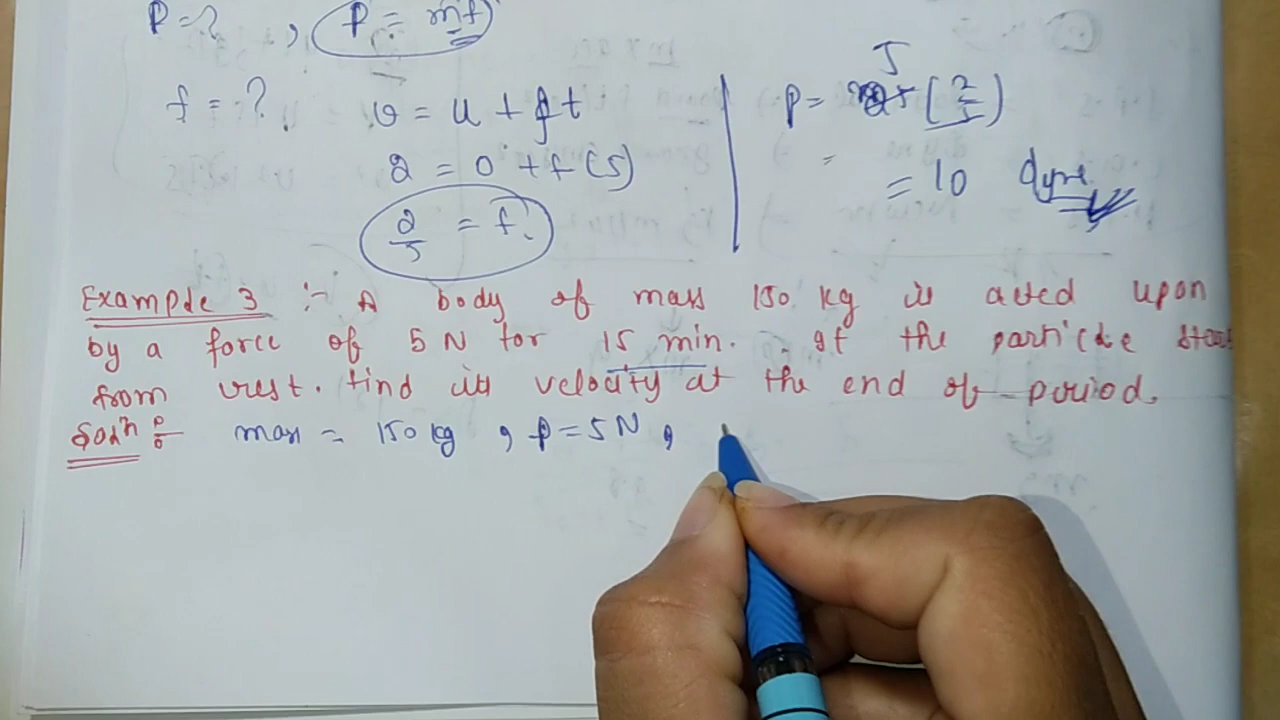 P = ? , P = mf
f = ? v = u + ft
2 = 0 + f (5)
2/5 = f
P = (2/5)
= 10 dyne
Example 3 :- A body of mass 150 kg is acted upon
by a force of 5 N for 15 min. If the particle start
from rest. find its velocity at the end of period.
Solⁿ mass = 150 kg , P = 5 N ,